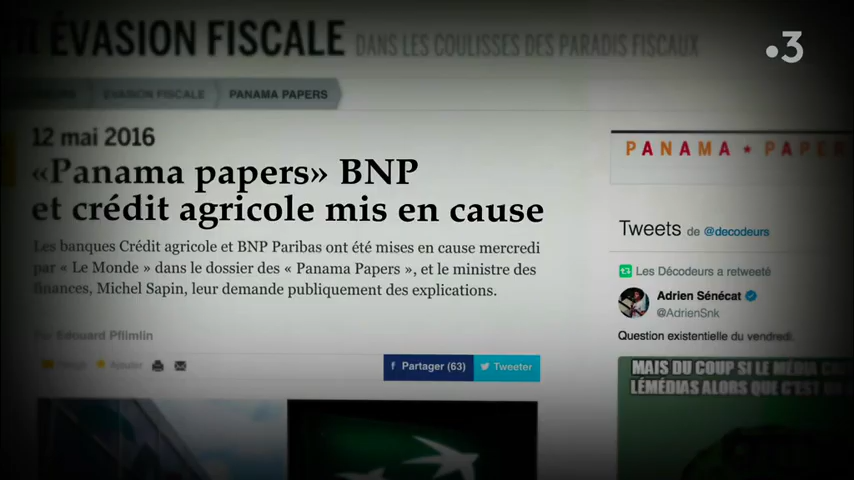 ÉVASION FISCALE DANS LES COULISSES DES PARADIS FISCAUX
3
ÉVASION FISCALE
PANAMA PAPERS
12 mai 2016
«Panama papers» BNP
et crédit agricole mis en cause
Les banques Crédit agricole et BNP Paribas ont été mises en cause mercredi
par « Le Monde » dans le dossier des « Panama Papers », et le ministre des
finances, Michel Sapin, leur demande publiquement des explications.
Par Edouard Pflimlin
Réagir
Ajouter
f Partager (63)
Tweeter
PANAMA ★ PAPER
Tweets de @decodeurs
Les Décodeurs a retweeté
Adrien Sénécat
@AdrienSnk
Question existentielle du vendredi.
MAIS DU COUP SI LE MÉDIA
LÉMÉDIAS ALORS QUE C'EST UN